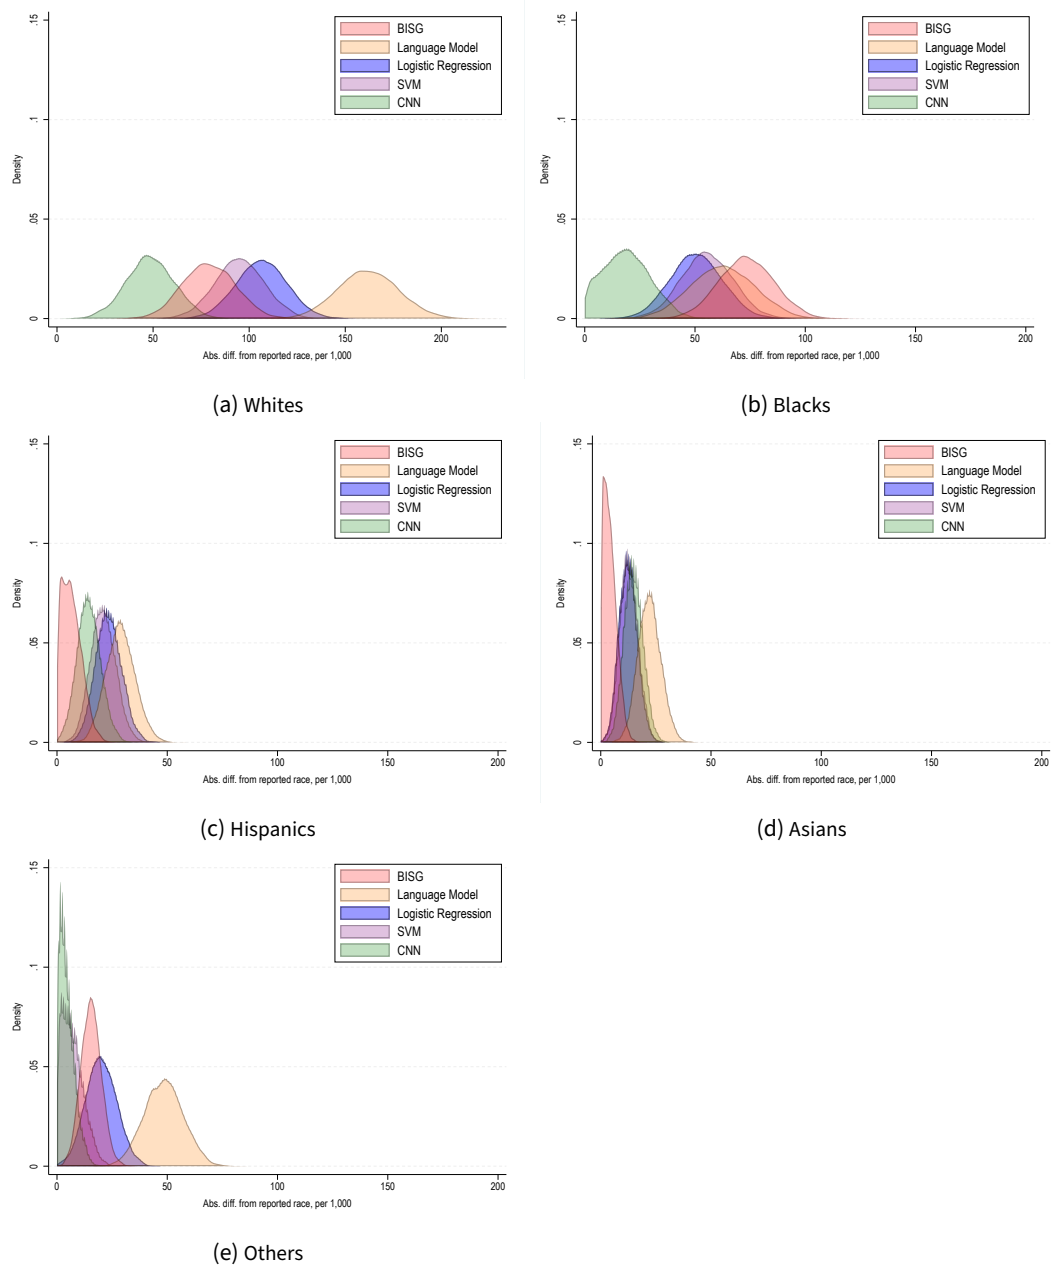 .15
.1
.05
0
Density
BISG
Language Model
Logistic Regression
SVM
CNN
0 50 100 150 200
Abs. diff. from reported race, per 1,000
(a) Whites
.15
.1
.05
0
Density
BISG
Language Model
Logistic Regression
SVM
CNN
0 50 100 150 200
Abs. diff. from reported race, per 1,000
(b) Blacks
.15
.1
.05
0
Density
BISG
Language Model
Logistic Regression
SVM
CNN
0 50 100 150 200
Abs. diff. from reported race, per 1,000
(c) Hispanics
.15
.1
.05
0
Density
BISG
Language Model
Logistic Regression
SVM
CNN
0 50 100 150 200
Abs. diff. from reported race, per 1,000
(d) Asians
.15
.1
.05
0
Density
BISG
Language Model
Logistic Regression
SVM
CNN
0 50 100 150 200
Abs. diff. from reported race, per 1,000
(e) Others